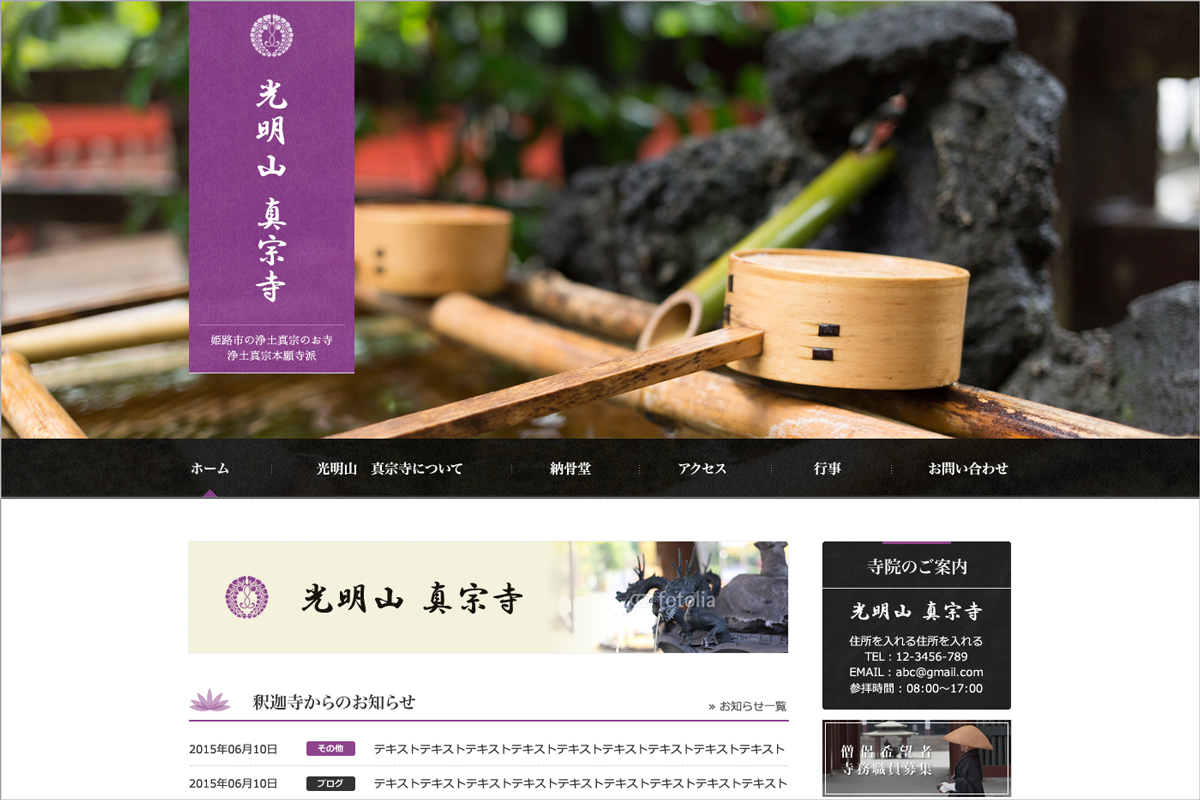 光明山 真宗寺
姫路市の浄土真宗のお寺
浄土真宗本願寺派
ホーム
光明山　真宗寺について
納骨堂
アクセス
行事
お問い合わせ
光明山 真宗寺
fotolia
釈迦寺からのお知らせ
» お知らせ一覧
2015年06月10日 その他 テキストテキストテキストテキストテキストテキストテキストテキストテキスト
2015年06月10日 ブログ テキストテキストテキストテキストテキストテキストテキストテキストテキスト
寺院のご案内
光明山 真宗寺
住所を入れる住所を入れる
TEL：12-3456-789
EMAIL：abc@gmail.com
参拝時間：08:00～17:00
僧侶希望者
寺務職員募集